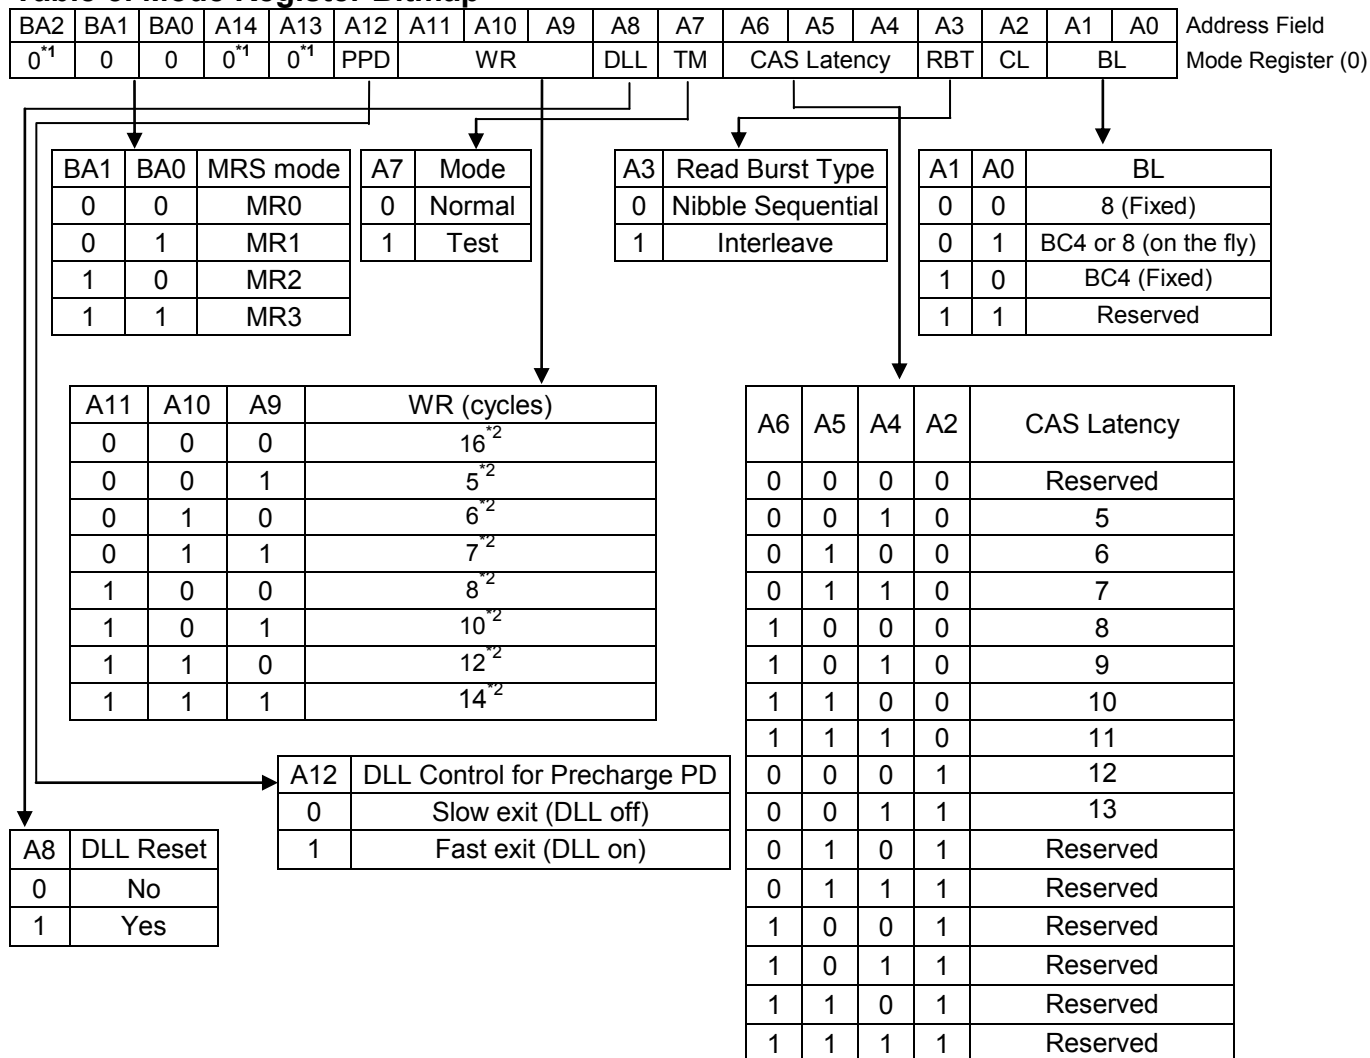 Table 6. Mode Register Bitmap
BA2 BA1 BA0 A14 A13 A12 A11 A10 A9 A8 A7 A6 A5 A4 A3 A2 A1 A0 Address Field
0*1 0 0 0*1 0*1 PPD WR DLL TM CAS Latency RBT CL BL Mode Register (0)
BA1 BA0 MRS mode
0 0 MR0
0 1 MR1
1 0 MR2
1 1 MR3
A7 Mode
0 Normal
1 Test
A3 Read Burst Type
0 Nibble Sequential
1 Interleave
A1 A0 BL
0 0 8 (Fixed)
0 1 BC4 or 8 (on the fly)
1 0 BC4 (Fixed)
1 1 Reserved
A11 A10 A9 WR (cycles)
0 0 0 16*2
0 0 1 5*2
0 1 0 6*2
0 1 1 7*2
1 0 0 8*2
1 0 1 10*2
1 1 0 12*2
1 1 1 14*2
A6 A5 A4 A2 CAS Latency
0 0 0 0 Reserved
0 0 1 0 5
0 1 0 0 6
0 1 1 0 7
1 0 0 0 8
1 0 1 0 9
1 1 0 0 10
1 1 1 0 11
0 0 0 1 12
0 0 1 1 13
0 1 0 1 Reserved
0 1 1 1 Reserved
1 0 0 1 Reserved
1 0 1 1 Reserved
1 1 0 1 Reserved
1 1 1 1 Reserved
A12 DLL Control for Precharge PD
0 Slow exit (DLL off)
1 Fast exit (DLL on)
A8 DLL Reset
0 No
1 Yes